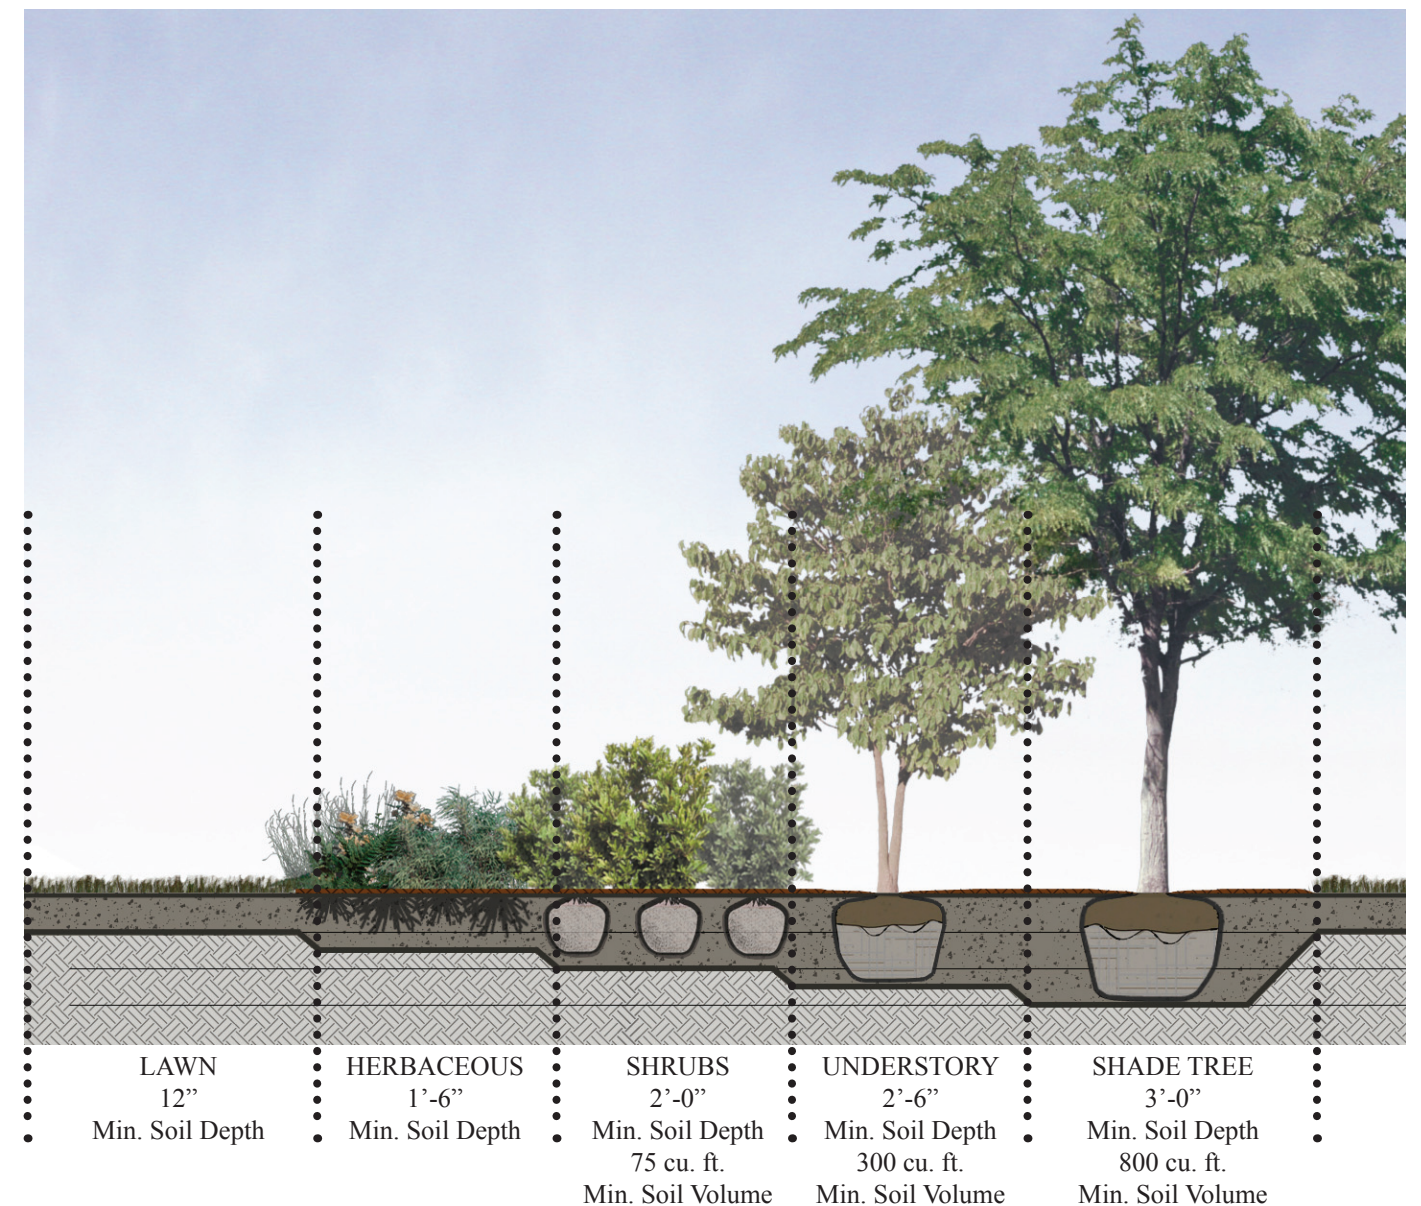 LAWN
12”
Min. Soil Depth
HERBACEOUS
1’-6”
Min. Soil Depth
SHRUBS
2’-0”
Min. Soil Depth
75 cu. ft.
Min. Soil Volume
UNDERSTORY
2’-6”
Min. Soil Depth
300 cu. ft.
Min. Soil Volume
SHADE TREE
3’-0”
Min. Soil Depth
800 cu. ft.
Min. Soil Volume